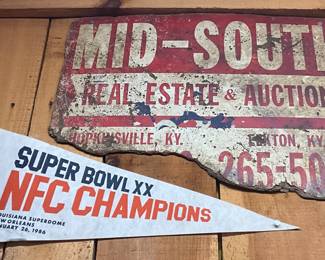 MID-SOUTH
REAL ESTATE & AUCTION
HOPKINSVILLE, KY. ELKTON, KY.
265-50
SUPER BOWL XX
NFC CHAMPIONS
LOUISIANA SUPERDOME
NEW ORLEANS
JANUARY 26, 1986